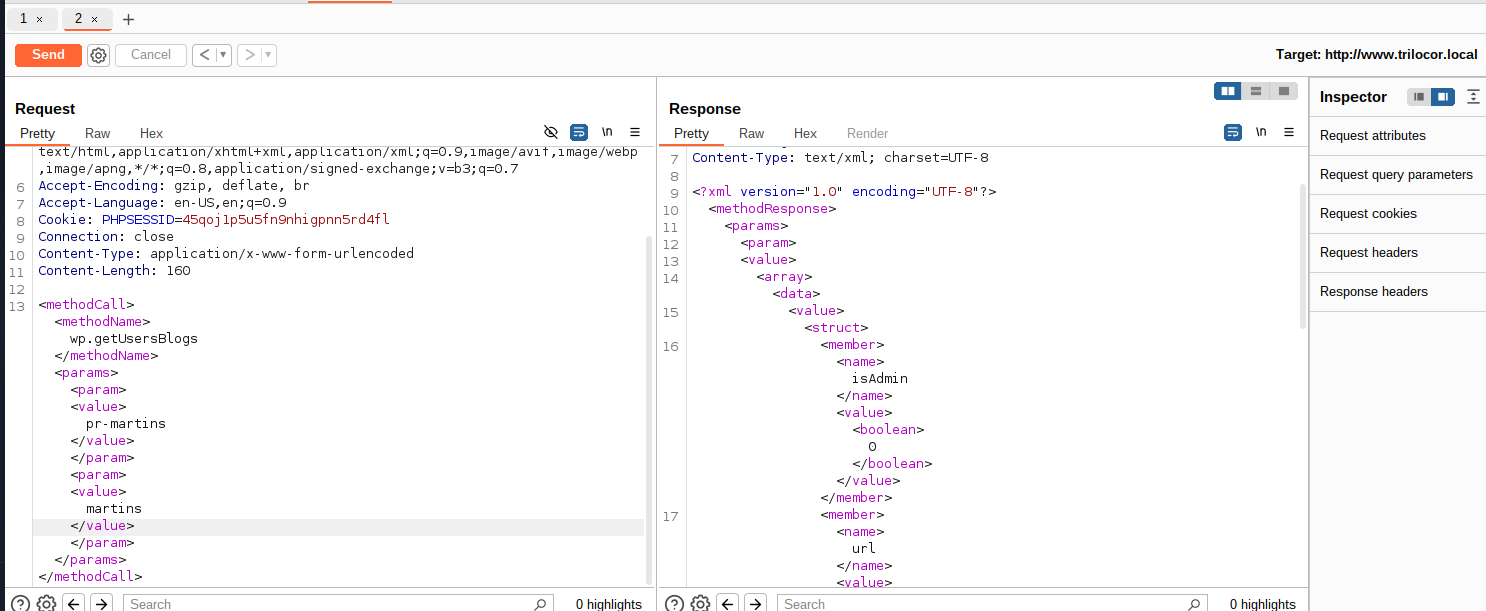 1 × 2 × +
Send Cancel < ▾ > ▾ Target: http://www.trilocor.local
Request
Pretty Raw Hex \n ≡
text/html,application/xhtml+xml,application/xml;q=0.9,image/avif,image/webp
,image/apng,*/*;q=0.8,application/signed-exchange;v=b3;q=0.7
6 Accept-Encoding: gzip, deflate, br
7 Accept-Language: en-US,en;q=0.9
8 Cookie: PHPSESSID=45qoj1p5u5fn9nhigpnn5rd4fl
9 Connection: close
10 Content-Type: application/x-www-form-urlencoded
11 Content-Length: 160
12
13 <methodCall>
<methodName>
wp.getUsersBlogs
</methodName>
<params>
<param>
<value>
pr-martins
</value>
</param>
<param>
<value>
martins
</value>
</param>
</params>
</methodCall>
Search 0 highlights
Response
Pretty Raw Hex Render \n ≡
7 Content-Type: text/xml; charset=UTF-8
8
9 <?xml version="1.0" encoding="UTF-8"?>
10 <methodResponse>
11 <params>
12 <param>
13 <value>
14 <array>
<data>
15 <value>
<struct>
16 <member>
<name>
isAdmin
</name>
<value>
<boolean>
0
</boolean>
</value>
</member>
17 <member>
<name>
url
</name>
<value>
Search 0 highlights
Inspector
Request attributes
Request query parameters
Request cookies
Request headers
Response headers